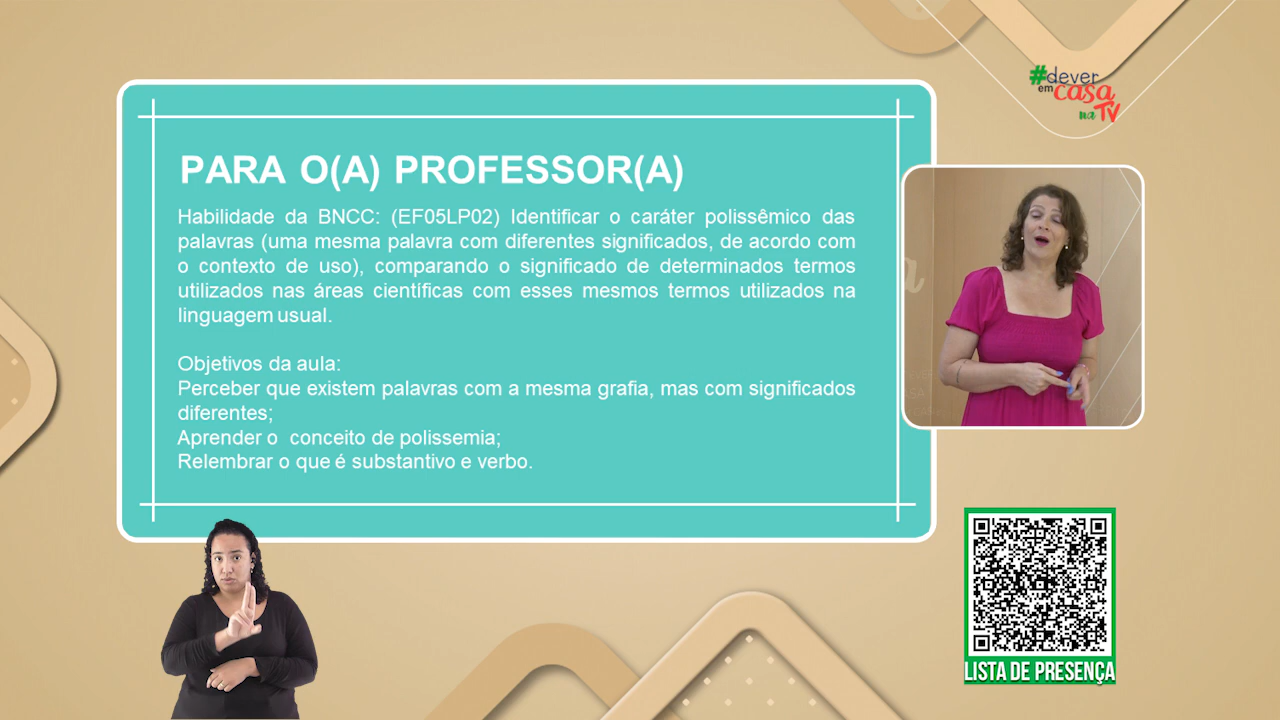 #dever
em casa
na TV
PARA O(A) PROFESSOR(A)
Habilidade da BNCC: (EF05LP02) Identificar o caráter polissêmico das
palavras (uma mesma palavra com diferentes significados, de acordo com
o contexto de uso), comparando o significado de determinados termos
utilizados nas áreas científicas com esses mesmos termos utilizados na
linguagem usual.
Objetivos da aula:
Perceber que existem palavras com a mesma grafia, mas com significados
diferentes;
Aprender o  conceito de polissemia;
Relembrar o que é substantivo e verbo.
LISTA DE PRESENÇA